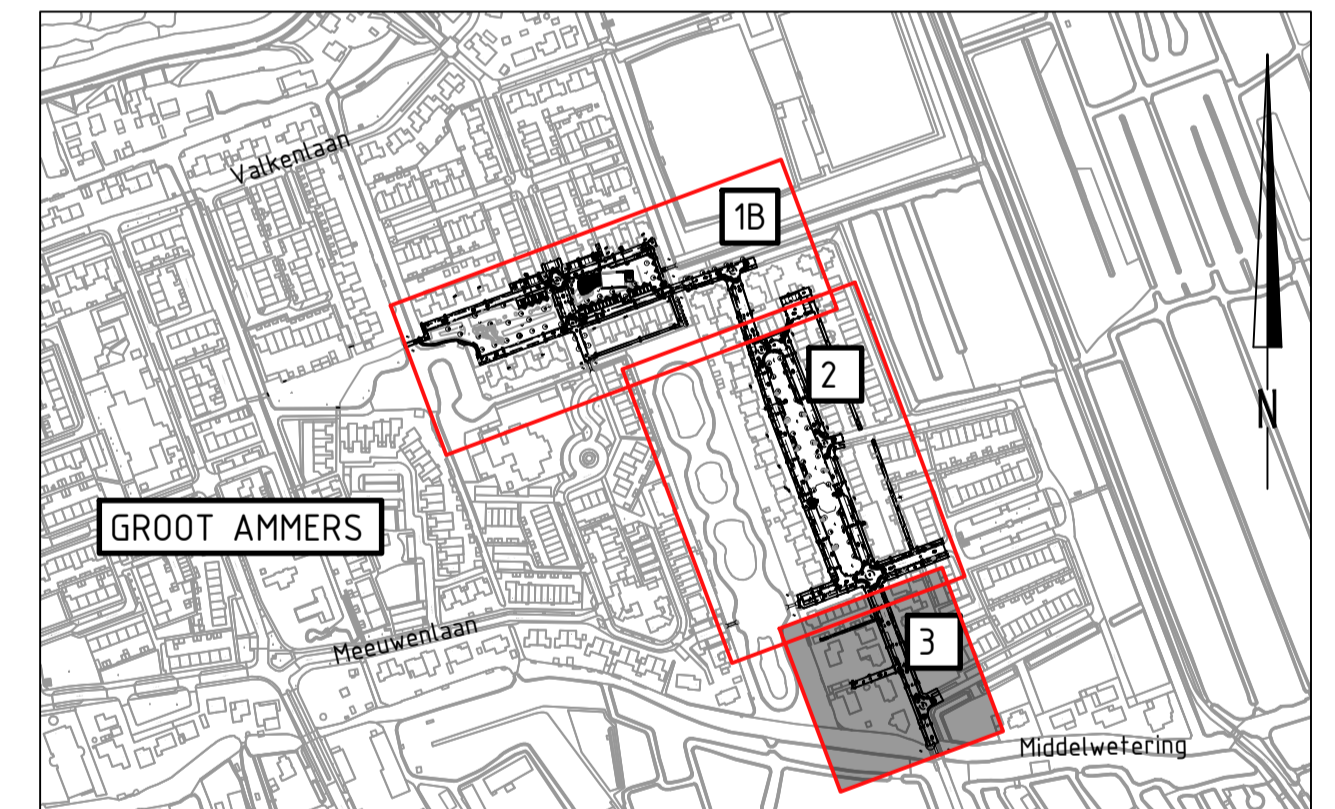 Valkenlaan
1B
2
N
GROOT AMMERS
Meeuwenlaan
3
Middelwetering